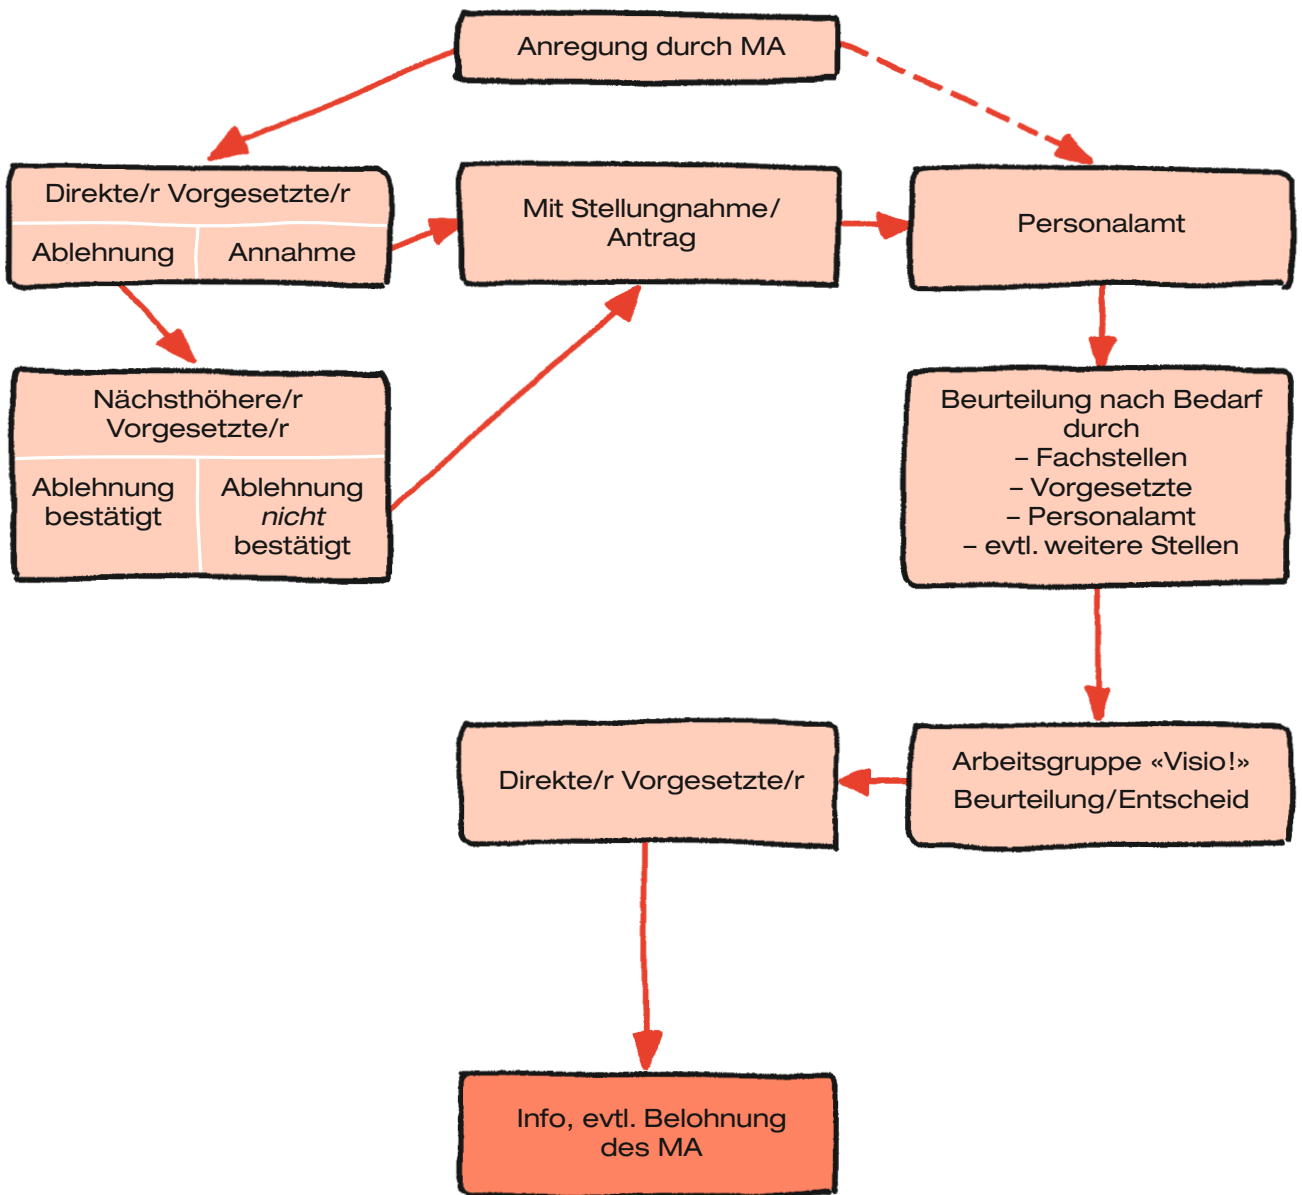 Anregung durch MA
Direkte/r Vorgesetzte/r
Ablehnung
Annahme
Mit Stellungnahme/
Antrag
Personalamt
Nächsthöhere/r
Vorgesetzte/r
Ablehnung
bestätigt
Ablehnung
nicht
bestätigt
Beurteilung nach Bedarf
durch
– Fachstellen
– Vorgesetzte
– Personalamt
– evtl. weitere Stellen
Direkte/r Vorgesetzte/r
Arbeitsgruppe «Visio!»
Beurteilung/Entscheid
Info, evtl. Belohnung
des MA